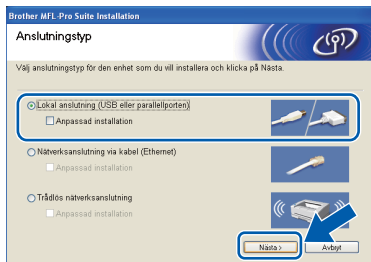 Brother MFL-Pro Suite Installation
Anslutningstyp
Välj anslutningstyp för den enhet som du vill installera och klicka på Nästa.
Lokal anslutning (USB eller parallellporten)
Anpassad installation
Nätverksanslutning via kabel (Ethernet)
Anpassad installation
Trådlös nätverksanslutning
Anpassad installation
Nästa >
Avbryt